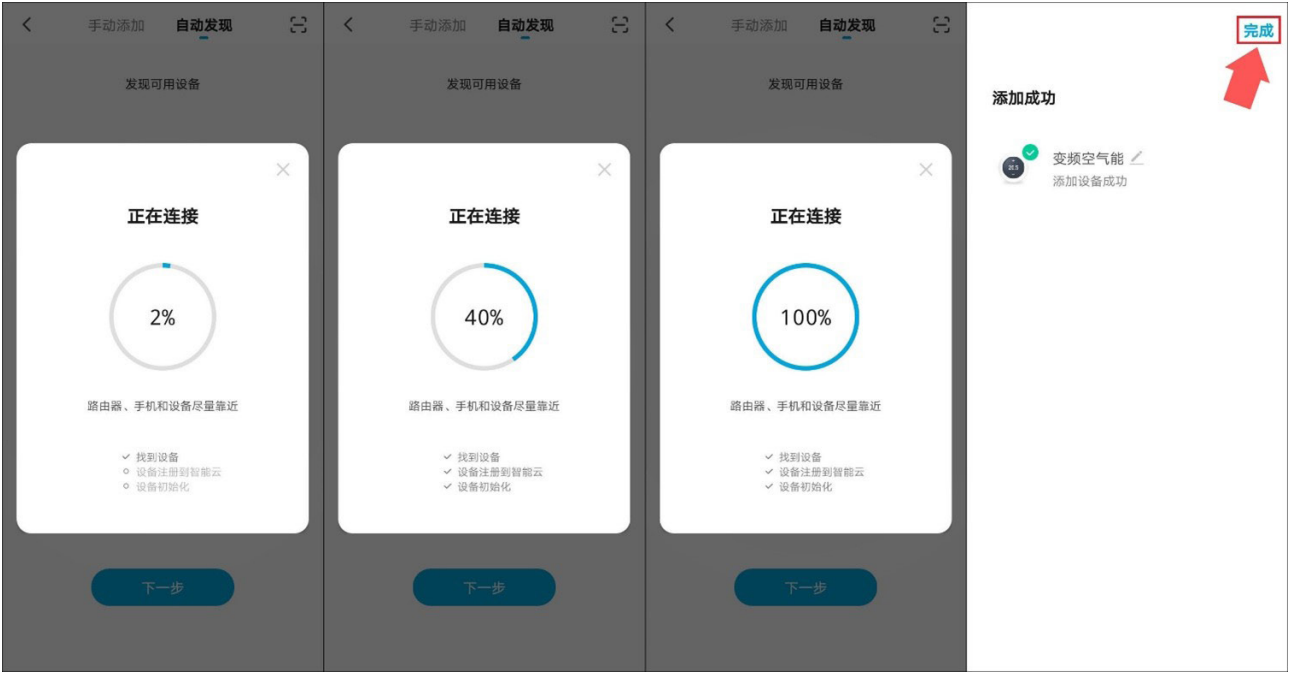 手动添加 自动发现
发现可用设备
正在连接
2%
路由器、手机和设备尽量靠近
找到设备
设备注册到智能云
设备初始化
下一步
手动添加 自动发现
发现可用设备
正在连接
40%
路由器、手机和设备尽量靠近
找到设备
设备注册到智能云
设备初始化
下一步
手动添加 自动发现
发现可用设备
正在连接
100%
路由器、手机和设备尽量靠近
找到设备
设备注册到智能云
设备初始化
下一步
完成
添加成功
变频空气能
添加设备成功